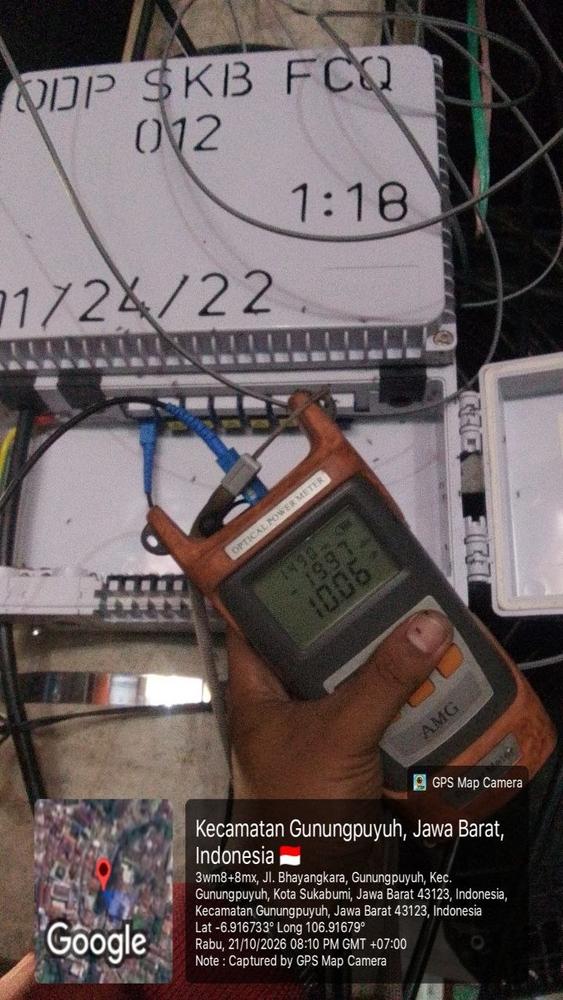 ODP SKB FCQ
012
1:18
01/24/22
OPTICAL POWER METER
1490
-19.97
10.06
AMG
GPS Map Camera
Kecamatan Gunungpuyuh, Jawa Barat,
Indonesia 🇮🇩
3wm8+8mx, Jl. Bhayangkara, Gunungpuyuh, Kec.
Gunungpuyuh, Kota Sukabumi, Jawa Barat 43123, Indonesia,
Kecamatan Gunungpuyuh, Jawa Barat 43123, Indonesia
Lat -6.916733° Long 106.91679°
Rabu, 21/10/2026 08:10 PM GMT +07:00
Note : Captured by GPS Map Camera
Google